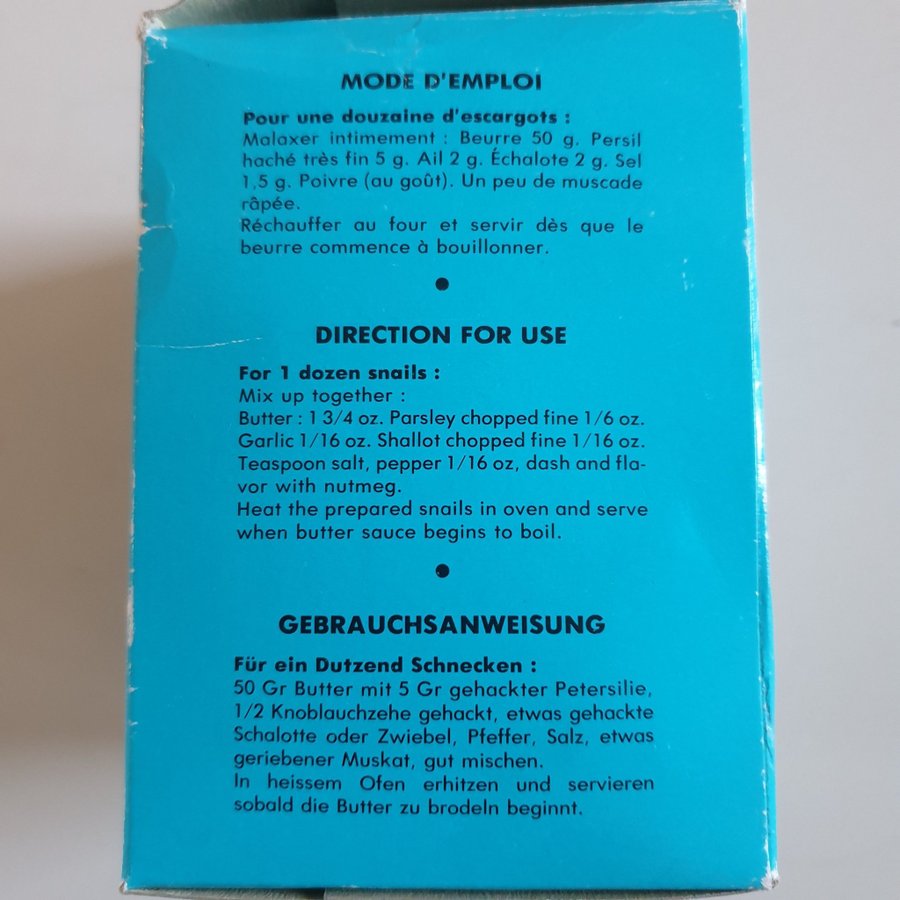 MODE D'EMPLOI
Pour une douzaine d'escargots :
Malaxer intimement : Beurre 50 g. Persil
haché très fin 5 g. Ail 2 g. Échalote 2 g. Sel
1,5 g. Poivre (au goût). Un peu de muscade
râpée.
Réchauffer au four et servir dès que le
beurre commence à bouillonner.
DIRECTION FOR USE
For 1 dozen snails :
Mix up together :
Butter : 1 3/4 oz. Parsley chopped fine 1/6 oz.
Garlic 1/16 oz. Shallot chopped fine 1/16 oz.
Teaspoon salt, pepper 1/16 oz, dash and fla-
vor with nutmeg.
Heat the prepared snails in oven and serve
when butter sauce begins to boil.
GEBRAUCHSANWEISUNG
Für ein Dutzend Schnecken :
50 Gr Butter mit 5 Gr gehackter Petersilie,
1/2 Knoblauchzehe gehackt, etwas gehackte
Schalotte oder Zwiebel, Pfeffer, Salz, etwas
geriebener Muskat, gut mischen.
In heissem Ofen erhitzen und servieren
sobald die Butter zu brodeln beginnt.